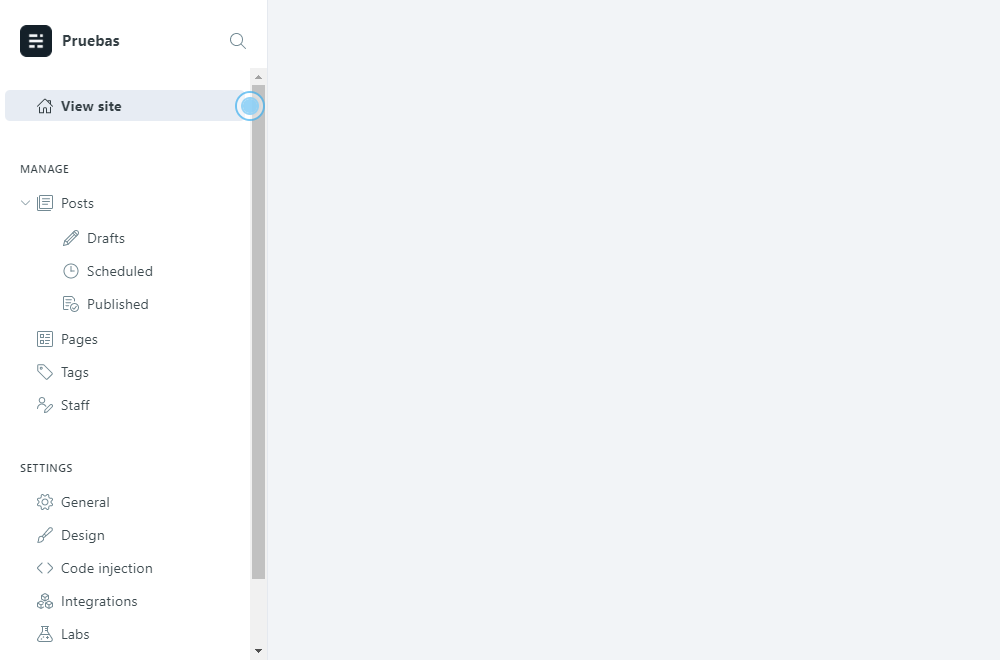 Pruebas
View site
MANAGE
Posts
Drafts
Scheduled
Published
Pages
Tags
Staff
SETTINGS
General
Design
Code injection
Integrations
Labs